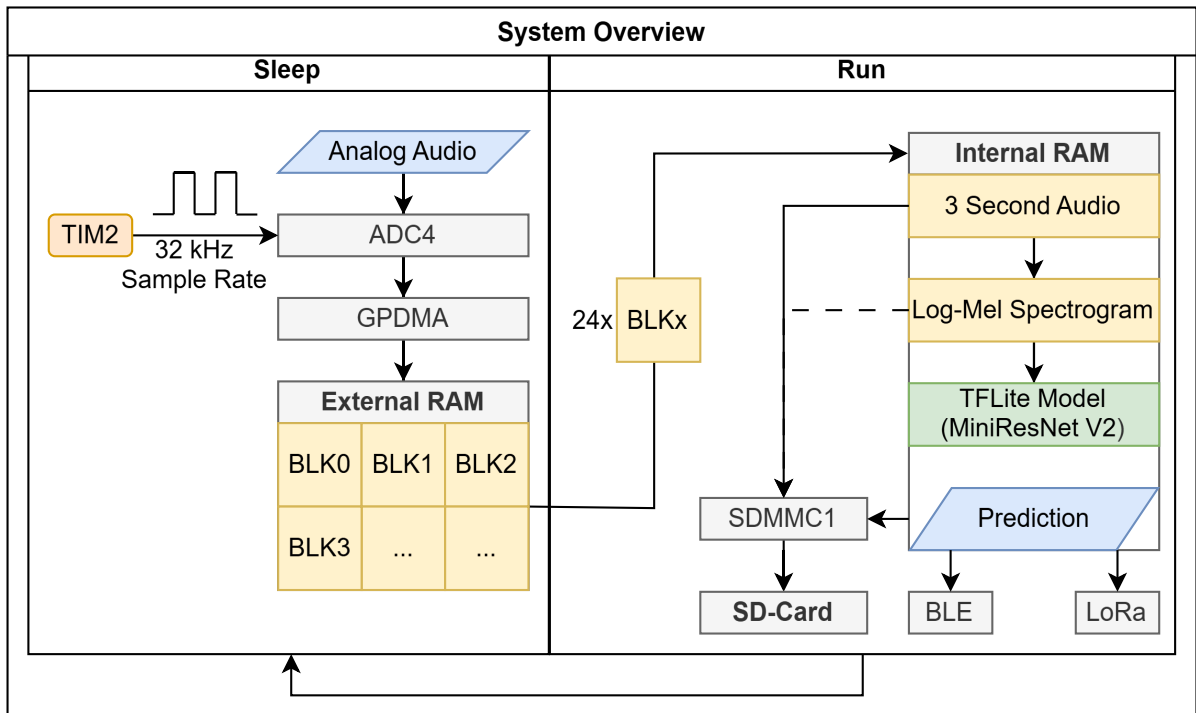 System Overview
Sleep
Run
Analog Audio
TIM2
32 kHz
Sample Rate
ADC4
GPDMA
External RAM
BLK0
BLK1
BLK2
BLK3
...
...
24x
BLKx
Internal RAM
3 Second Audio
Log-Mel Spectrogram
TFLite Model
(MiniResNet V2)
Prediction
SDMMC1
SD-Card
BLE
LoRa